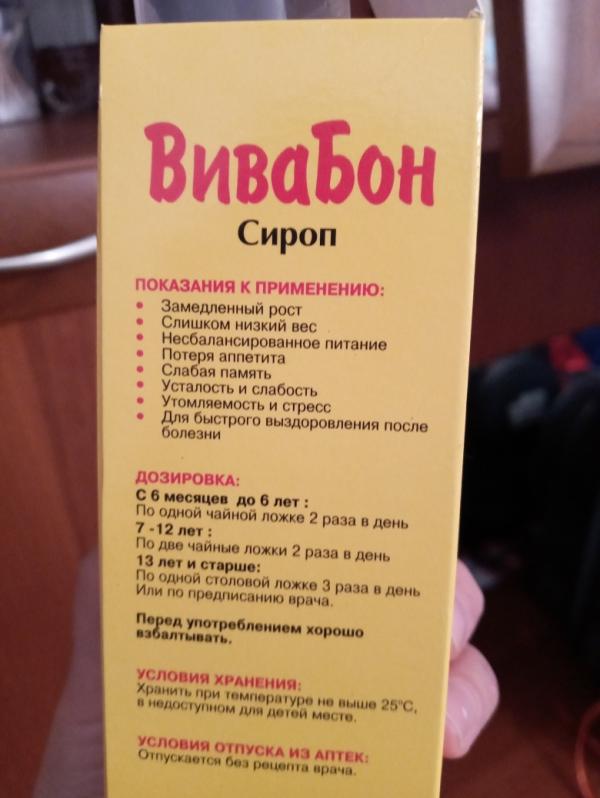 ВиваБон
Сироп
ПОКАЗАНИЯ К ПРИМЕНЕНИЮ:
• Замедленный рост
• Слишком низкий вес
• Несбалансированное питание
• Потеря аппетита
• Слабая память
• Усталость и слабость
• Утомляемость и стресс
• Для быстрого выздоровления после
болезни
ДОЗИРОВКА:
С 6 месяцев до 6 лет :
По одной чайной ложке 2 раза в день
7 -12 лет :
По две чайные ложки 2 раза в день
13 лет и старше:
По одной столовой ложке 3 раза в день
Или по предписанию врача.
Перед употреблением хорошо
взбалтывать.
УСЛОВИЯ ХРАНЕНИЯ:
Хранить при температуре не выше 25°С,
в недоступном для детей месте.
УСЛОВИЯ ОТПУСКА ИЗ АПТЕК:
Отпускается без рецепта врача.